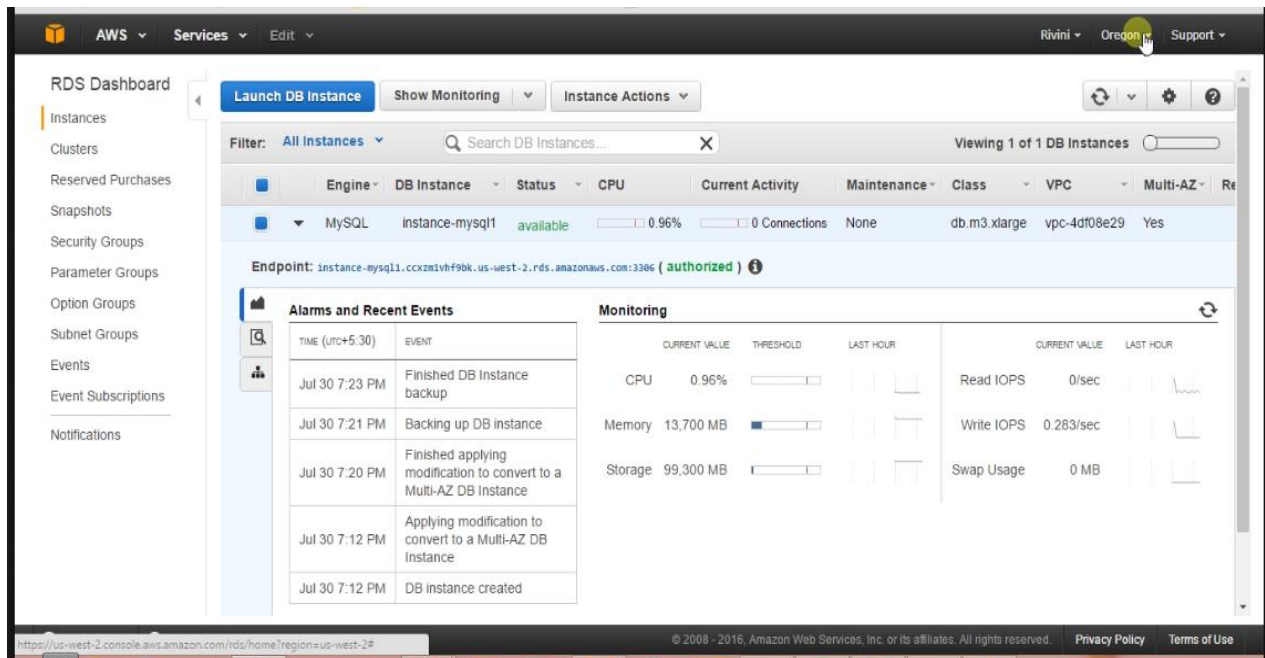 AWS Services Edit Rivini Oregon Support
RDS Dashboard
Instances
Clusters
Reserved Purchases
Snapshots
Security Groups
Parameter Groups
Option Groups
Subnet Groups
Events
Event Subscriptions
Notifications
Launch DB Instance Show Monitoring Instance Actions
Filter: All Instances Search DB Instances... X Viewing 1 of 1 DB Instances
Engine DB Instance Status CPU Current Activity Maintenance Class VPC Multi-AZ Re
MySQL instance-mysql1 available 0.96% 0 Connections None db.m3.xlarge vpc-4df08e29 Yes
Endpoint: instance-mysql1.ccxzm1vhf9bk.us-west-2.rds.amazonaws.com:3306 ( authorized )
Alarms and Recent Events
TIME (UTC+5:30) EVENT
Jul 30 7:23 PM Finished DB Instance
backup
Jul 30 7:21 PM Backing up DB instance
Jul 30 7:20 PM Finished applying
modification to convert to a
Multi-AZ DB Instance
Jul 30 7:12 PM Applying modification to
convert to a Multi-AZ DB
Instance
Jul 30 7:12 PM DB instance created
Monitoring
CURRENT VALUE THRESHOLD LAST HOUR CURRENT VALUE LAST HOUR
CPU 0.96% Read IOPS 0/sec
Memory 13,700 MB Write IOPS 0.283/sec
Storage 99,300 MB Swap Usage 0 MB
https://us-west-2.console.aws.amazon.com/rds/home?region=us-west-2#
© 2008 - 2016, Amazon Web Services, Inc. or its affiliates. All rights reserved. Privacy Policy Terms of Use